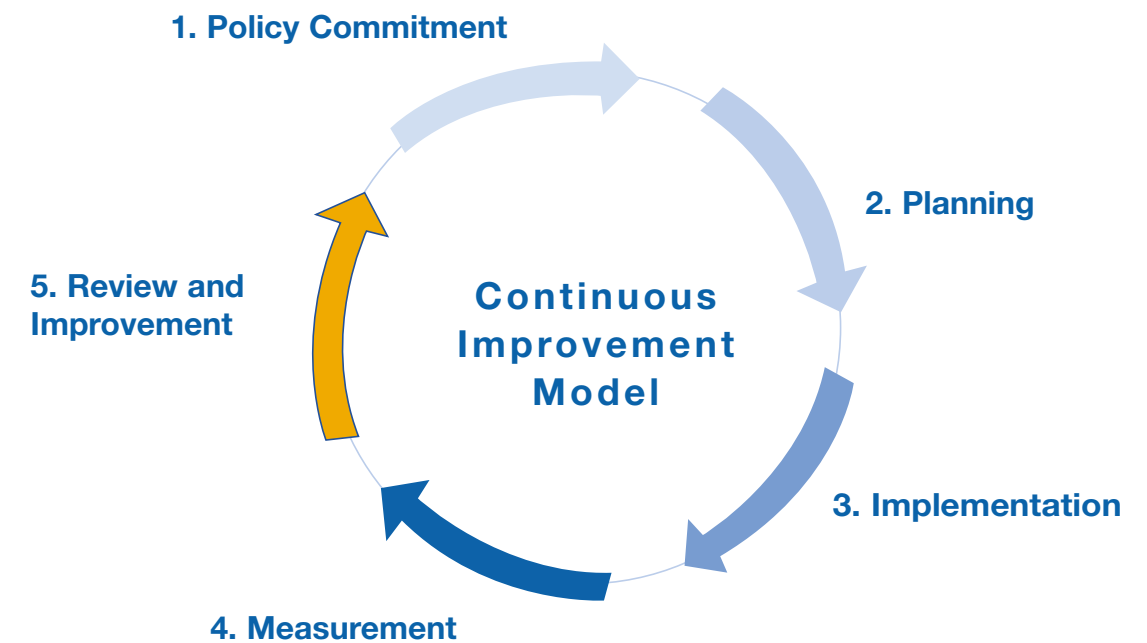 1. Policy Commitment
2. Planning
5. Review and
Improvement
Continuous
Improvement
Model
3. Implementation
4. Measurement